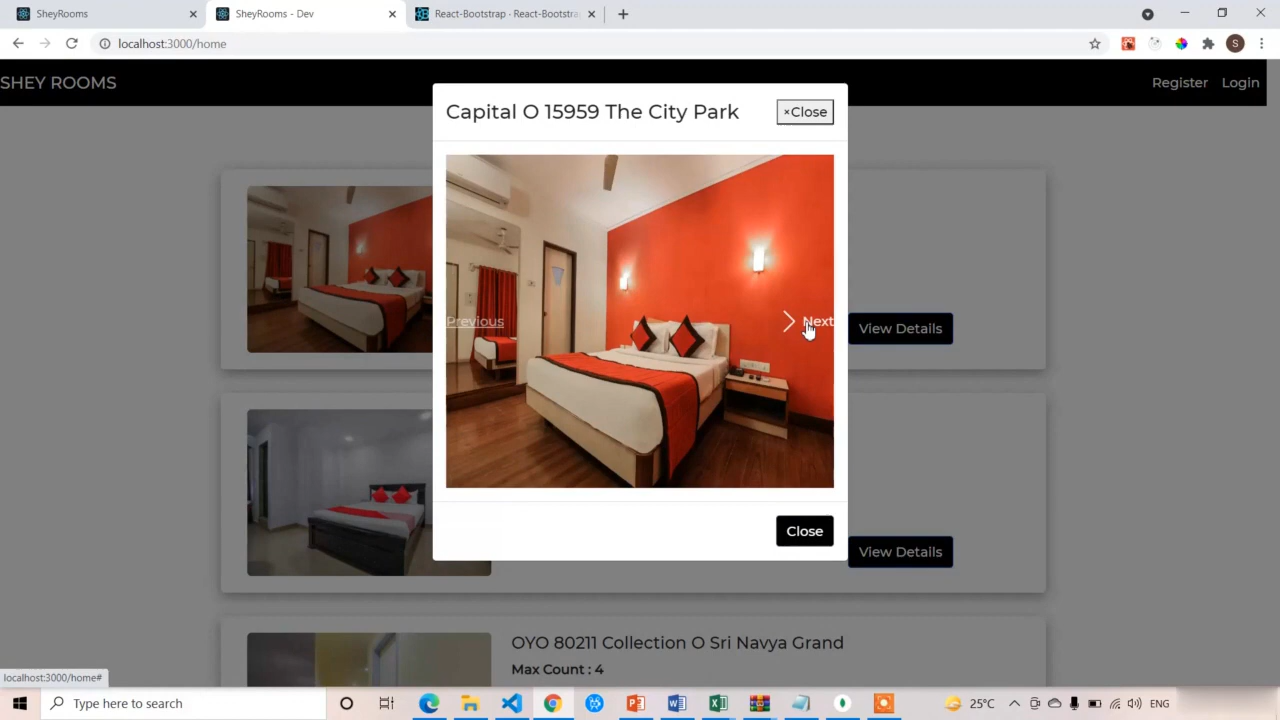 SheyRooms
SheyRooms - Dev
React-Bootstrap · React-Bootstra
localhost:3000/home
S
SHEY ROOMS
Register
Login
Capital O 15959 The City Park
×Close
Previous
Next
View Details
Close
View Details
OYO 80211 Collection O Sri Navya Grand
Max Count : 4
localhost:3000/home#
Type here to search
25°C
ENG